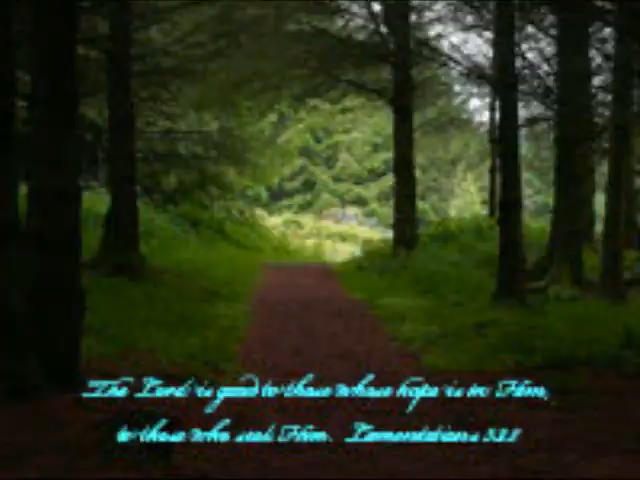 The Lord is good to those whose hope is in Him,
to those who seek Him. Lamentations